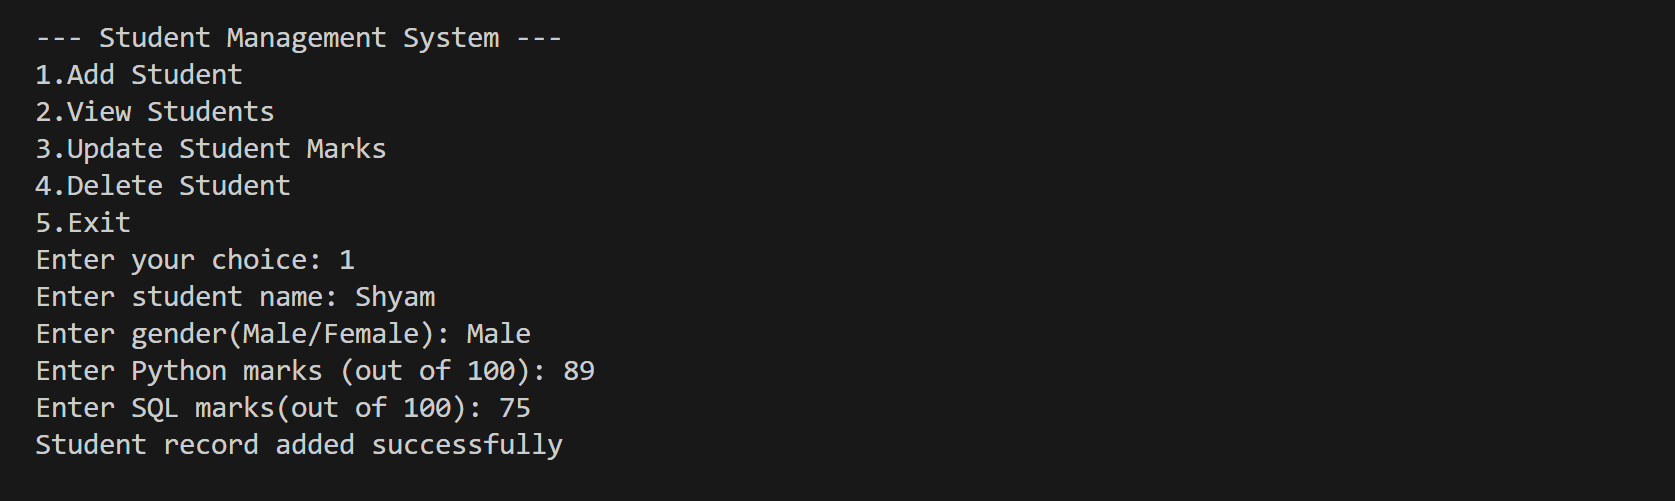 --- Student Management System ---
1.Add Student
2.View Students
3.Update Student Marks
4.Delete Student
5.Exit
Enter your choice: 1
Enter student name: Shyam
Enter gender(Male/Female): Male
Enter Python marks (out of 100): 89
Enter SQL marks(out of 100): 75
Student record added successfully